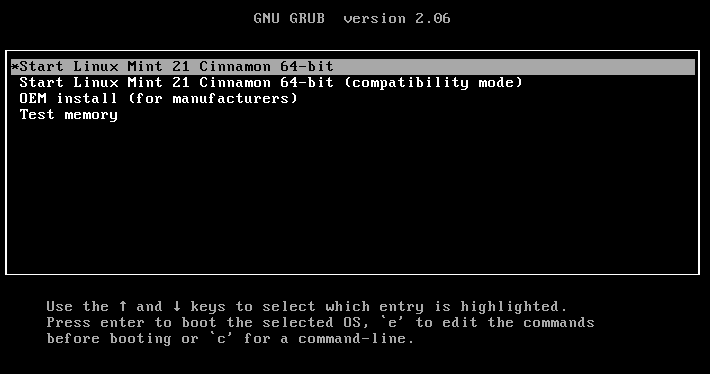 GNU GRUB  version 2.06
*Start Linux Mint 21 Cinnamon 64-bit
Start Linux Mint 21 Cinnamon 64-bit (compatibility mode)
OEM install (for manufacturers)
Test memory
Use the ↑ and ↓ keys to select which entry is highlighted.
Press enter to boot the selected OS, `e' to edit the commands
before booting or `c' for a command-line.